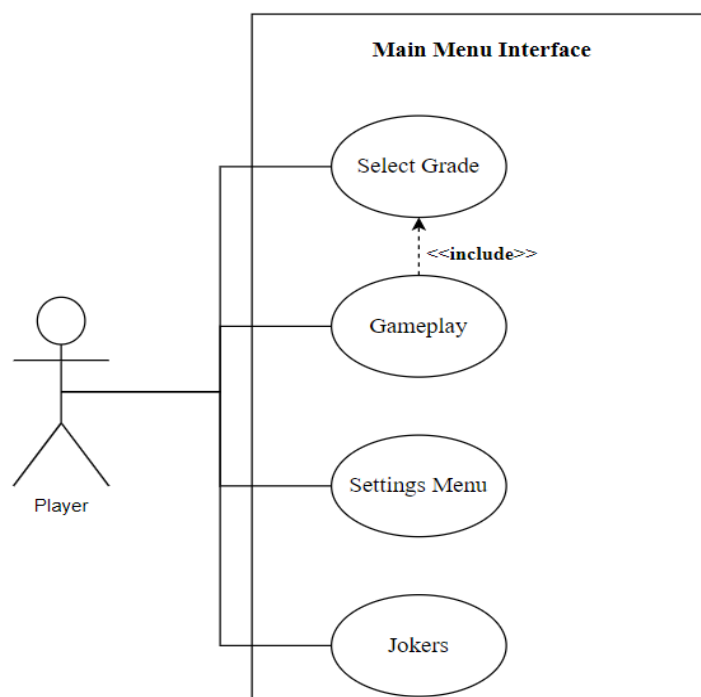 Main Menu Interface
Select Grade
<<include>>
Gameplay
Player
Settings Menu
Jokers